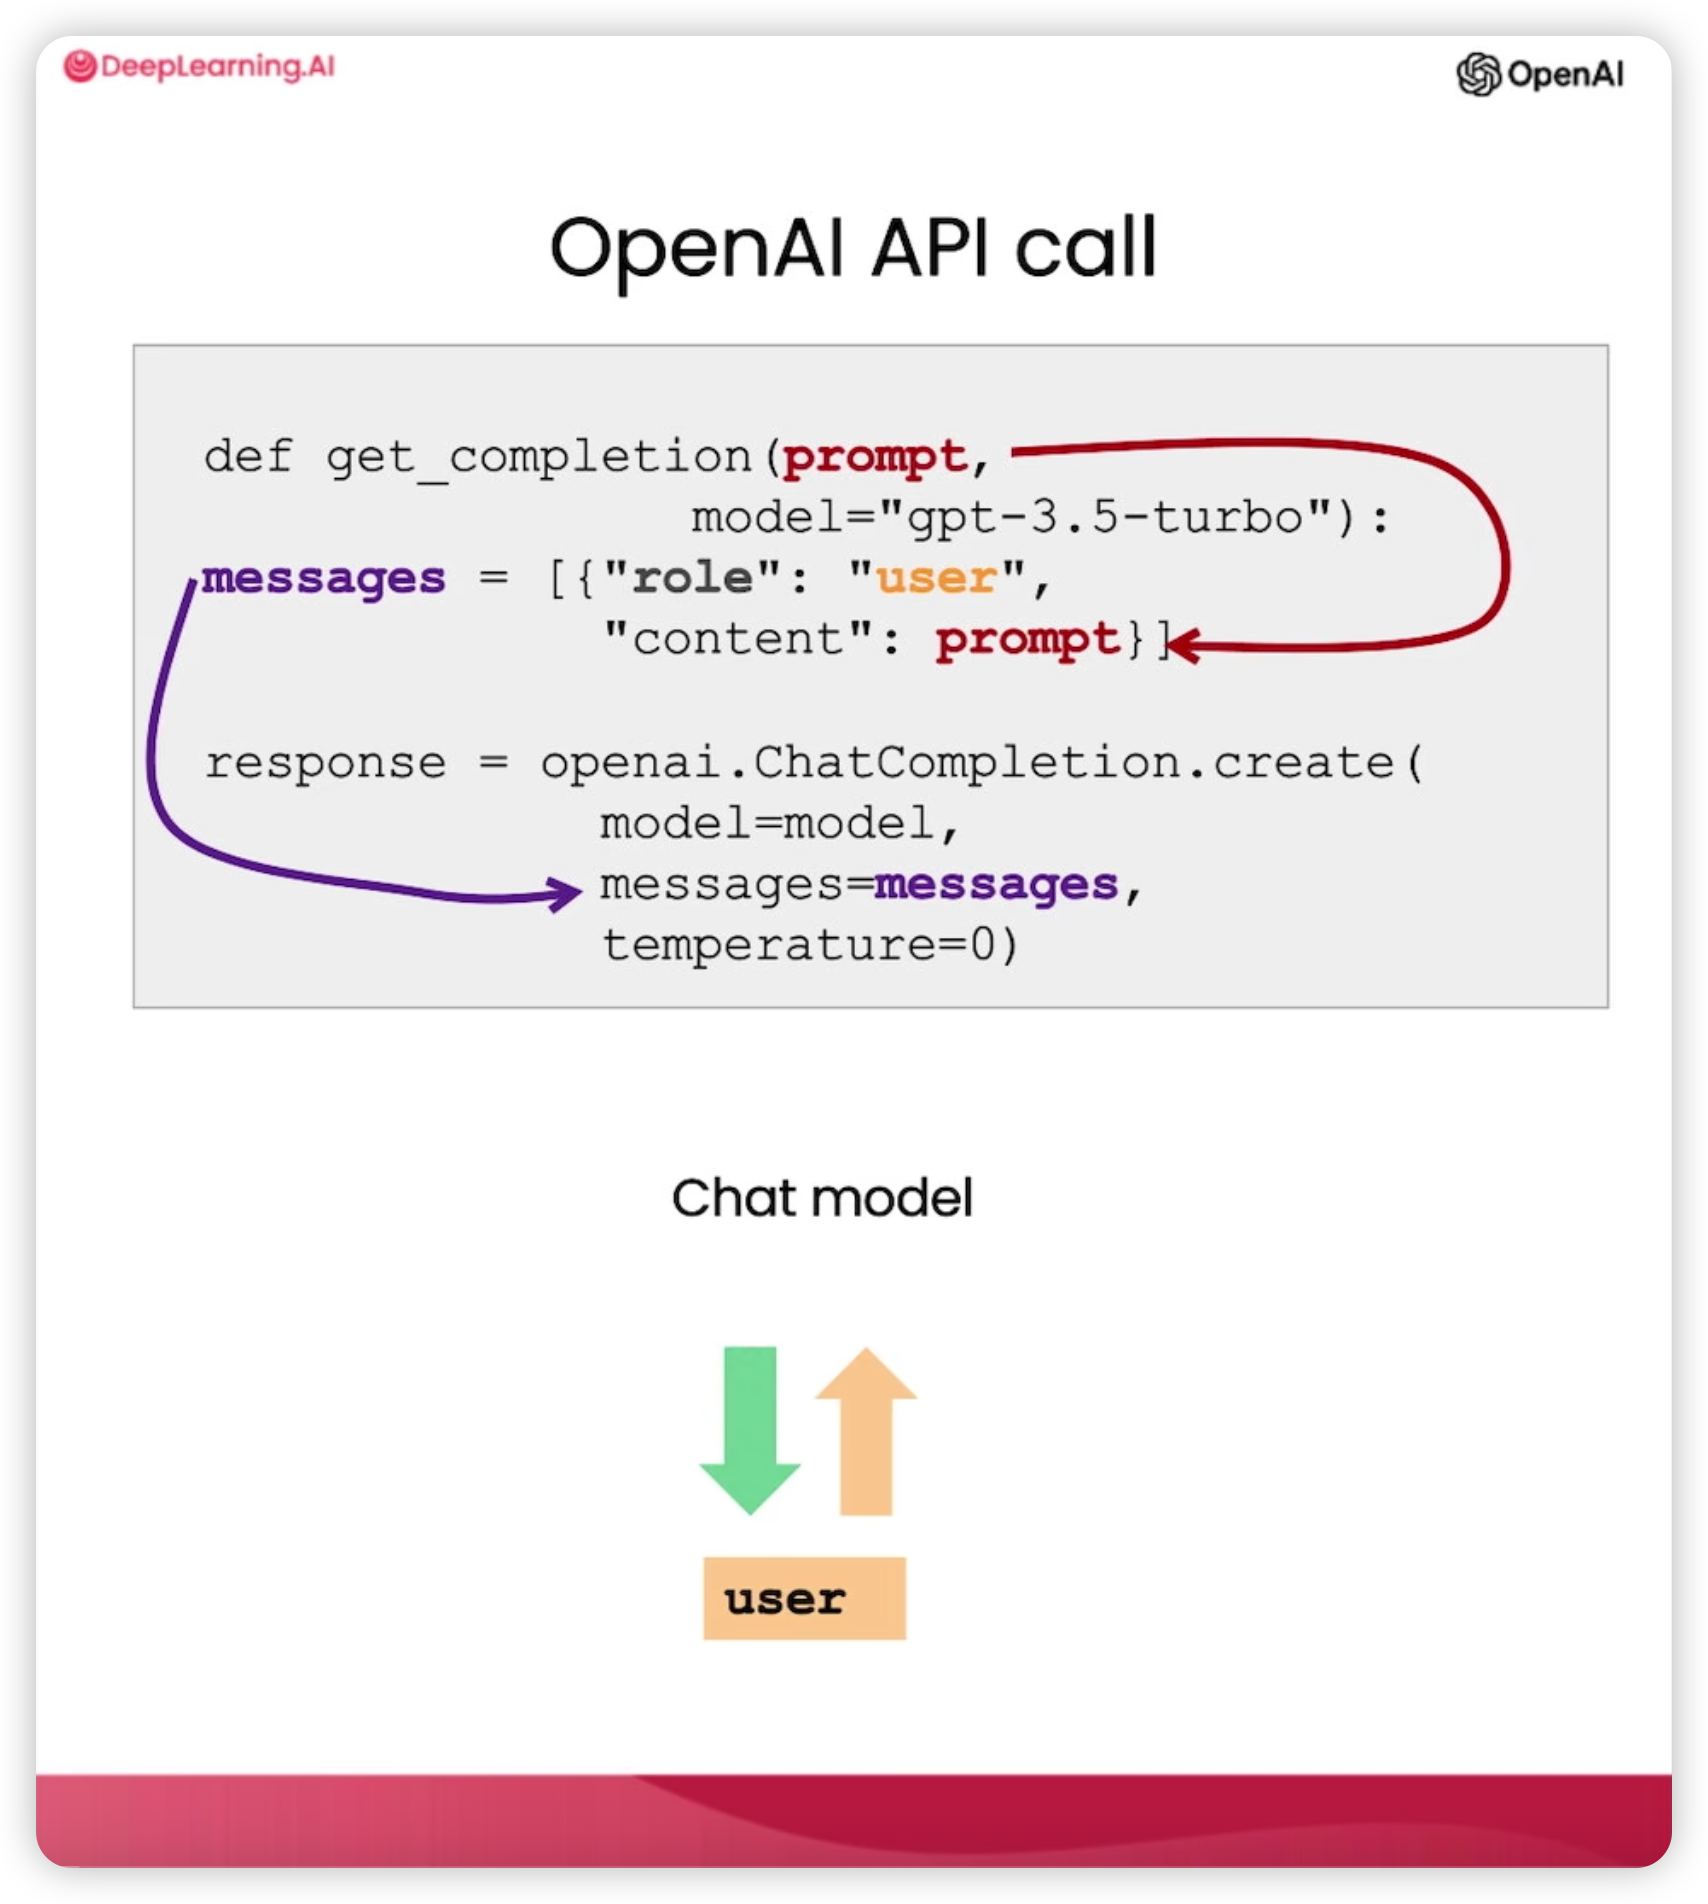 DeepLearning.AI
OpenAI
OpenAI API call
def get_completion(prompt,
model="gpt-3.5-turbo"):
messages = [{"role": "user",
"content": prompt}]
response = openai.ChatCompletion.create(
model=model,
messages=messages,
temperature=0)
Chat model
user